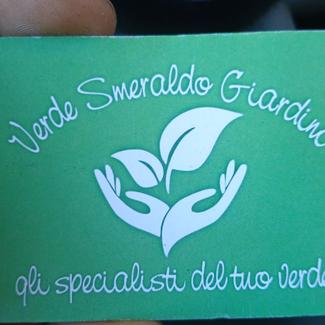 Verde Smeraldo Giardini
gli specialisti del tuo verde